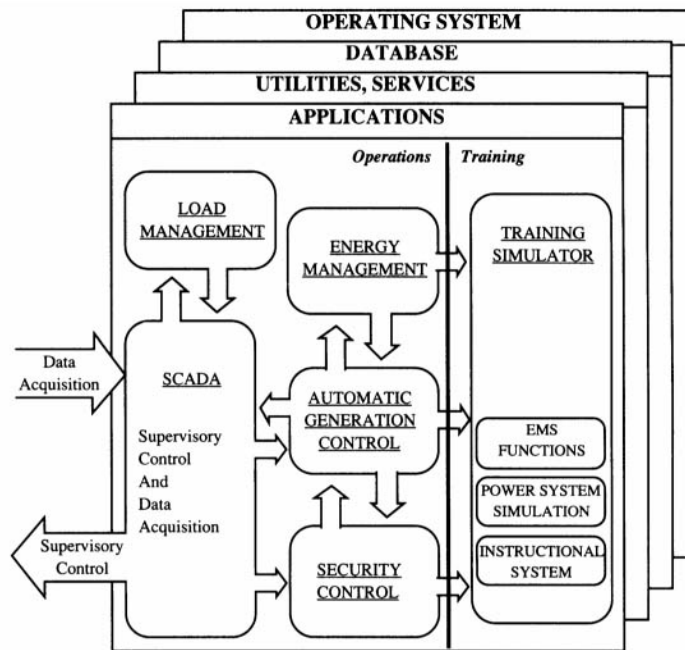 OPERATING SYSTEM
DATABASE
UTILITIES, SERVICES
APPLICATIONS
Operations
Training
LOAD
MANAGEMENT
ENERGY
MANAGEMENT
TRAINING
SIMULATOR
Data
Acquisition
SCADA
Supervisory
Control
And
Data
Acquisition
AUTOMATIC
GENERATION
CONTROL
EMS
FUNCTIONS
POWER SYSTEM
SIMULATION
INSTRUCTIONAL
SYSTEM
Supervisory
Control
SECURITY
CONTROL